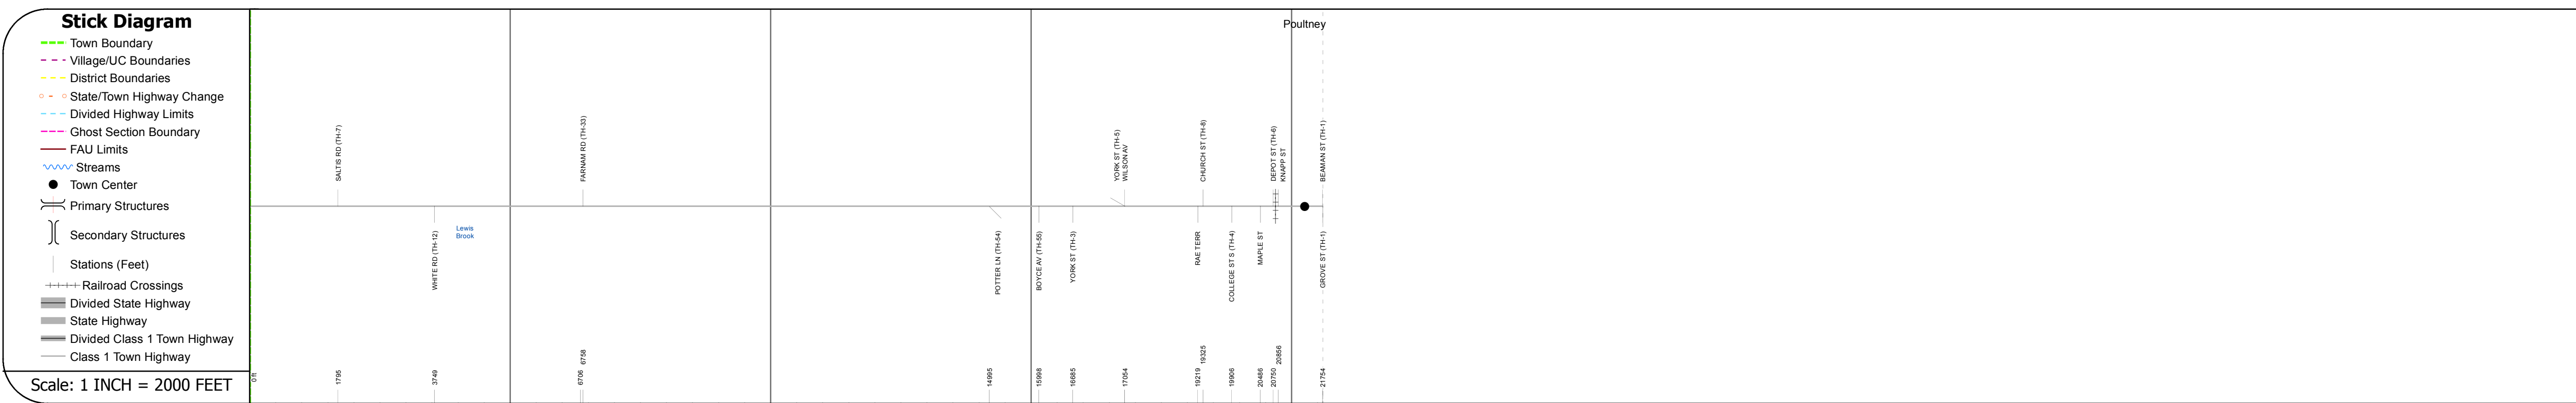 Stick Diagram
Town Boundary
Village/UC Boundaries
District Boundaries
State/Town Highway Change
Divided Highway Limits
Ghost Section Boundary
FAU Limits
Streams
Town Center
Primary Structures
Secondary Structures
Stations (Feet)
Railroad Crossings
Divided State Highway
State Highway
Divided Class 1 Town Highway
Class 1 Town Highway
Scale: 1 INCH = 2000 FEET
Poultney
SALTIS RD (TH-7)
FARNAM RD (TH-33)
YORK ST (TH-5)
WILSON AV
CHURCH ST (TH-8)
DEPOT ST (TH-6)
KNAPP ST
BEAMAN ST (TH-1)
WHITE RD (TH-12)
Lewis
Brook
POTTER LN (TH-54)
BOYCE AV (TH-55)
YORK ST (TH-3)
RAE TERR
COLLEGE ST S (TH-4)
MAPLE ST
GROVE ST (TH-1)
0 ft
1795
3749
6706
6758
14995
15998
16685
17054
19219
19325
19906
20486
20750
20856
21754